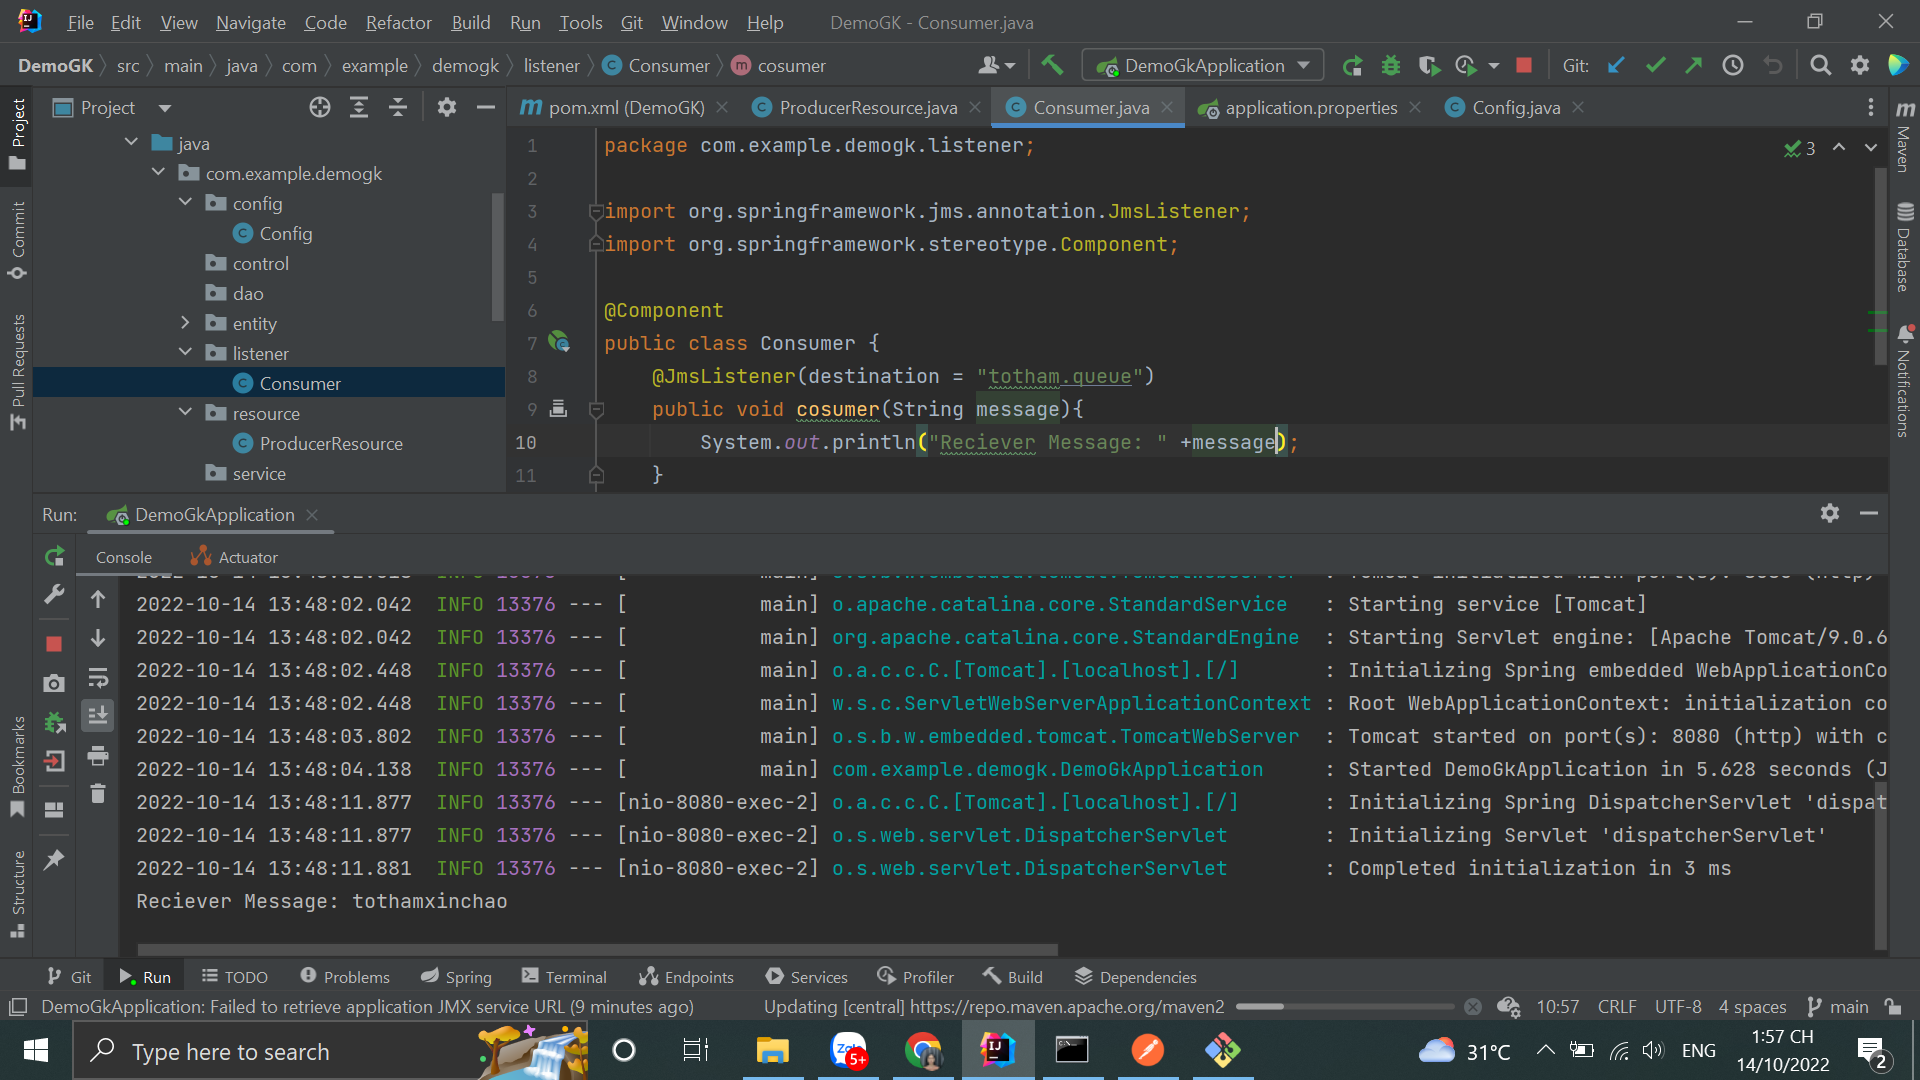 File Edit View Navigate Code Refactor Build Run Tools Git Window Help DemoGK - Consumer.java
DemoGK src main java com example demogk listener Consumer cosumer DemoGkApplication Git:
Project pom.xml (DemoGK) ProducerResource.java Consumer.java application.properties Config.java
java
com.example.demogk
config
Config
control
dao
entity
listener
Consumer
resource
ProducerResource
service
1 package com.example.demogk.listener;
2
3 import org.springframework.jms.annotation.JmsListener;
4 import org.springframework.stereotype.Component;
5
6 @Component
7 public class Consumer {
8 @JmsListener(destination = "totham.queue")
9 public void cosumer(String message){
10 System.out.println("Reciever Message: " +message);
11 }
3
Project
Commit
Pull Requests
Bookmarks
Structure
Maven
Database
Notifications
Run: DemoGkApplication
Console Actuator
2022-10-14 13:48:02.042 INFO 13376 --- [ main] o.apache.catalina.core.StandardService : Starting service [Tomcat]
2022-10-14 13:48:02.042 INFO 13376 --- [ main] org.apache.catalina.core.StandardEngine : Starting Servlet engine: [Apache Tomcat/9.0.6
2022-10-14 13:48:02.448 INFO 13376 --- [ main] o.a.c.c.C.[Tomcat].[localhost].[/] : Initializing Spring embedded WebApplicationCo
2022-10-14 13:48:02.448 INFO 13376 --- [ main] w.s.c.ServletWebServerApplicationContext : Root WebApplicationContext: initialization co
2022-10-14 13:48:03.802 INFO 13376 --- [ main] o.s.b.w.embedded.tomcat.TomcatWebServer : Tomcat started on port(s): 8080 (http) with c
2022-10-14 13:48:04.138 INFO 13376 --- [ main] com.example.demogk.DemoGkApplication : Started DemoGkApplication in 5.628 seconds (J
2022-10-14 13:48:11.877 INFO 13376 --- [nio-8080-exec-2] o.a.c.c.C.[Tomcat].[localhost].[/] : Initializing Spring DispatcherServlet 'dispat
2022-10-14 13:48:11.877 INFO 13376 --- [nio-8080-exec-2] o.s.web.servlet.DispatcherServlet : Initializing Servlet 'dispatcherServlet'
2022-10-14 13:48:11.881 INFO 13376 --- [nio-8080-exec-2] o.s.web.servlet.DispatcherServlet : Completed initialization in 3 ms
Reciever Message: tothamxinchao
Git Run TODO Problems Spring Terminal Endpoints Services Profiler Build Dependencies
DemoGkApplication: Failed to retrieve application JMX service URL (9 minutes ago) Updating [central] https://repo.maven.apache.org/maven2 10:57 CRLF UTF-8 4 spaces main
Type here to search Zalo 5+ 31°C ENG 1:57 CH
14/10/2022 2